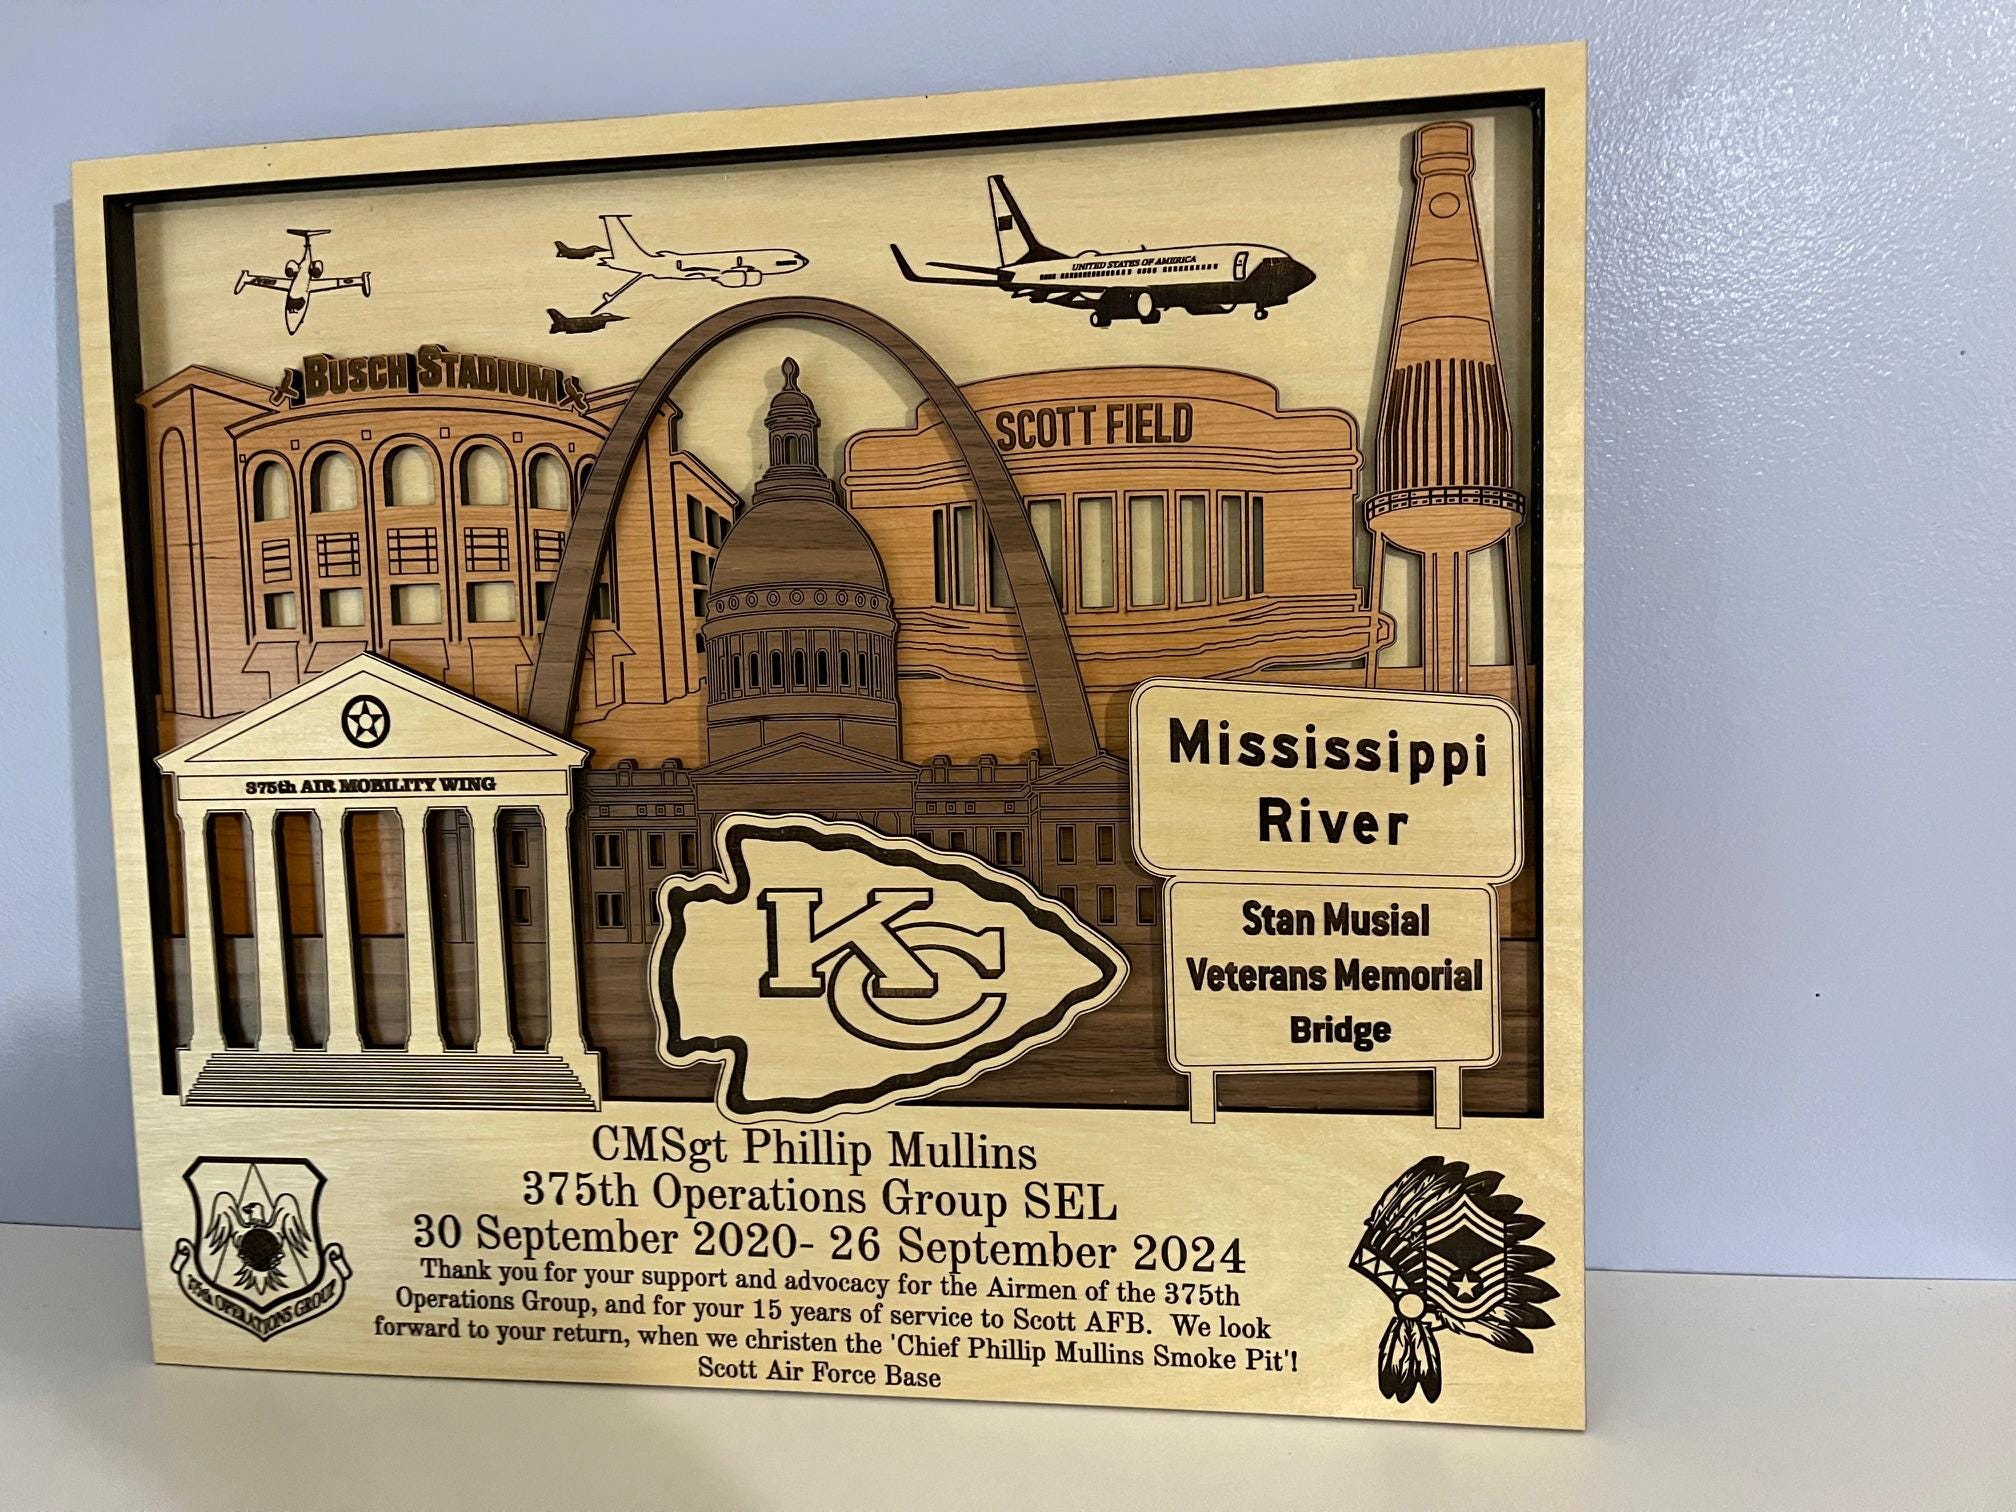 UNITED STATES OF AMERICA
BUSCH STADIUM
SCOTT FIELD
375th AIR MOBILITY WING
Mississippi
River
Stan Musial
Veterans Memorial
Bridge
KC
CMSgt Phillip Mullins
375th Operations Group SEL
30 September 2020- 26 September 2024
Thank you for your support and advocacy for the Airmen of the 375th
Operations Group, and for your 15 years of service to Scott AFB. We look
forward to your return, when we christen the 'Chief Phillip Mullins Smoke Pit'!
Scott Air Force Base
375th OPERATIONS GROUP